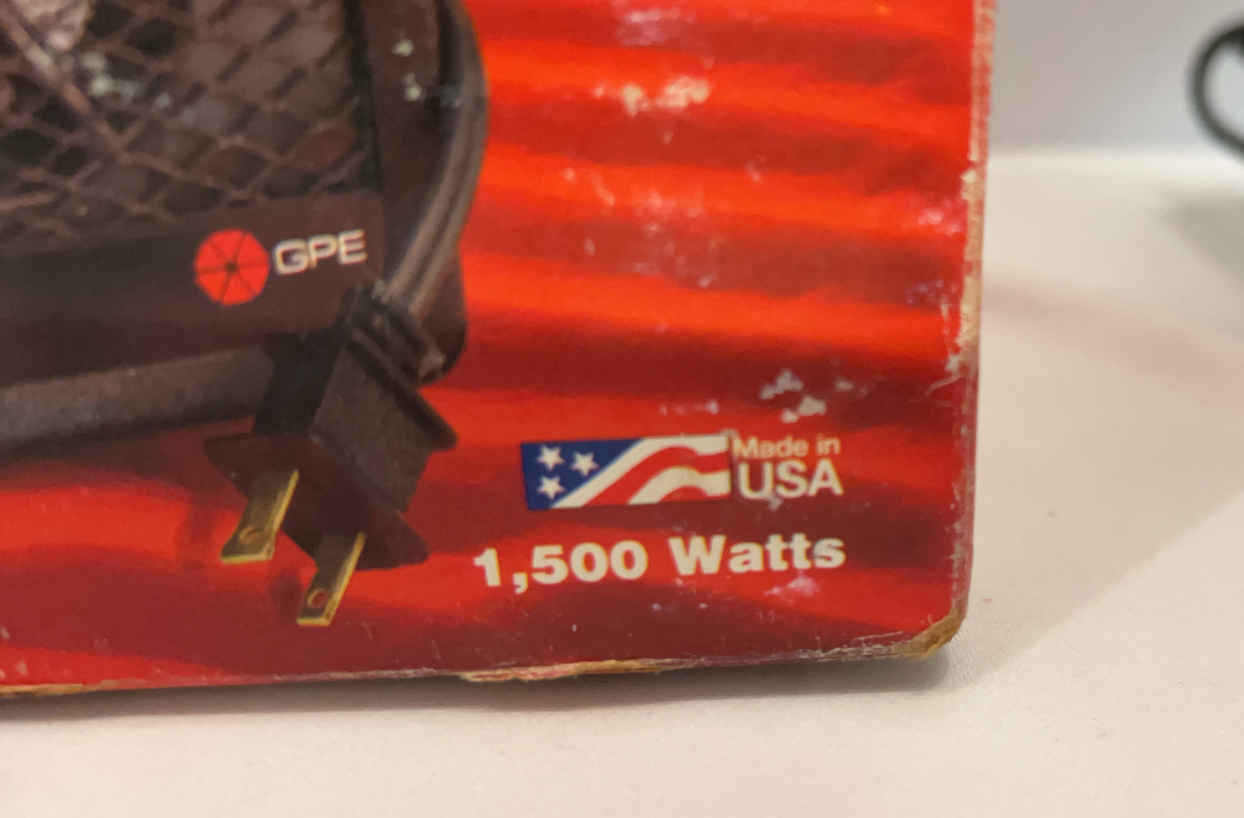 GPE
Made in
USA
1,500 Watts